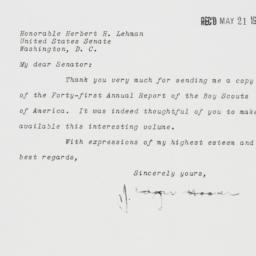 REC'D MAY 21 19
Honorable Herbert H. Lehman
United States Senate
Washington, D. C.
My dear Senator:
Thank you very much for sending me a copy
of the Forty-first Annual Report of the Boy Scouts
of America. It was indeed thoughtful of you to make
available this interesting volume.
With expressions of my highest esteem and
best regards,
Sincerely yours,
J. Edgar Hoover